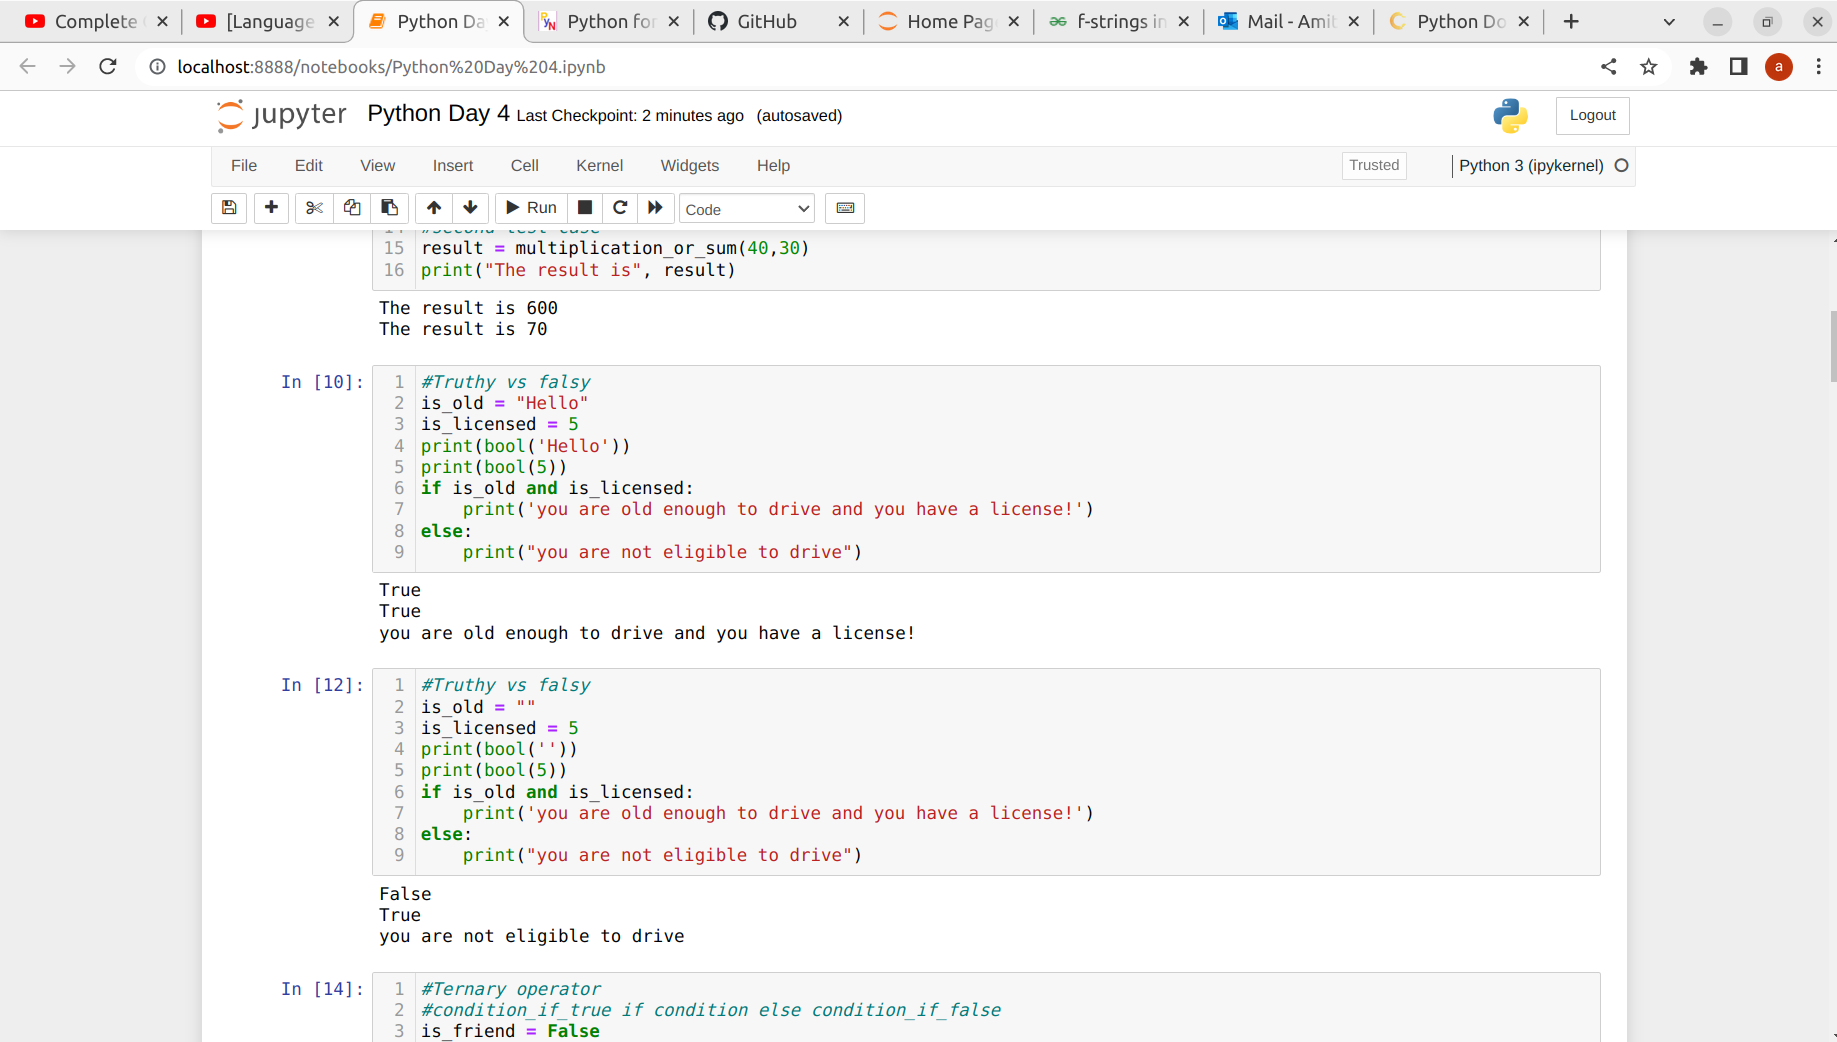 Complete
[Language
Python Da
Python for
GitHub
Home Pag
f-strings in
Mail - Amit
Python Do
localhost:8888/notebooks/Python%20Day%204.ipynb
a
jupyter Python Day 4 Last Checkpoint: 2 minutes ago (autosaved)
Logout
File Edit View Insert Cell Kernel Widgets Help
Trusted
Python 3 (ipykernel)
Run
Code
14 #Second test case
15 result = multiplication_or_sum(40,30)
16 print("The result is", result)
The result is 600
The result is 70
In [10]:
1 #Truthy vs falsy
2 is_old = "Hello"
3 is_licensed = 5
4 print(bool('Hello'))
5 print(bool(5))
6 if is_old and is_licensed:
7     print('you are old enough to drive and you have a license!')
8 else:
9     print("you are not eligible to drive")
True
True
you are old enough to drive and you have a license!
In [12]:
1 #Truthy vs falsy
2 is_old = ""
3 is_licensed = 5
4 print(bool(''))
5 print(bool(5))
6 if is_old and is_licensed:
7     print('you are old enough to drive and you have a license!')
8 else:
9     print("you are not eligible to drive")
False
True
you are not eligible to drive
In [14]:
1 #Ternary operator
2 #condition_if_true if condition else condition_if_false
3 is_friend = False